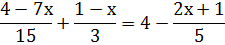 (4 − 7x)/15 + (1 − x)/3 = 4 − (2x + 1)/5